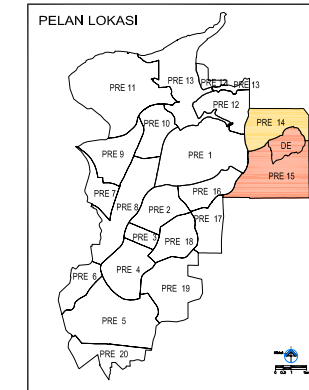 PELAN LOKASI
PRE 13
PRE 12
PRE 13
PRE 11
PRE 12
PRE 10
PRE 14
DE
PRE 9
PRE 1
PRE 15
PRE 7
PRE 16
PRE 8
PRE 2
PRE 17
PRE 3
PRE 18
PRE 6
PRE 4
PRE 19
PRE 5
PRE 20